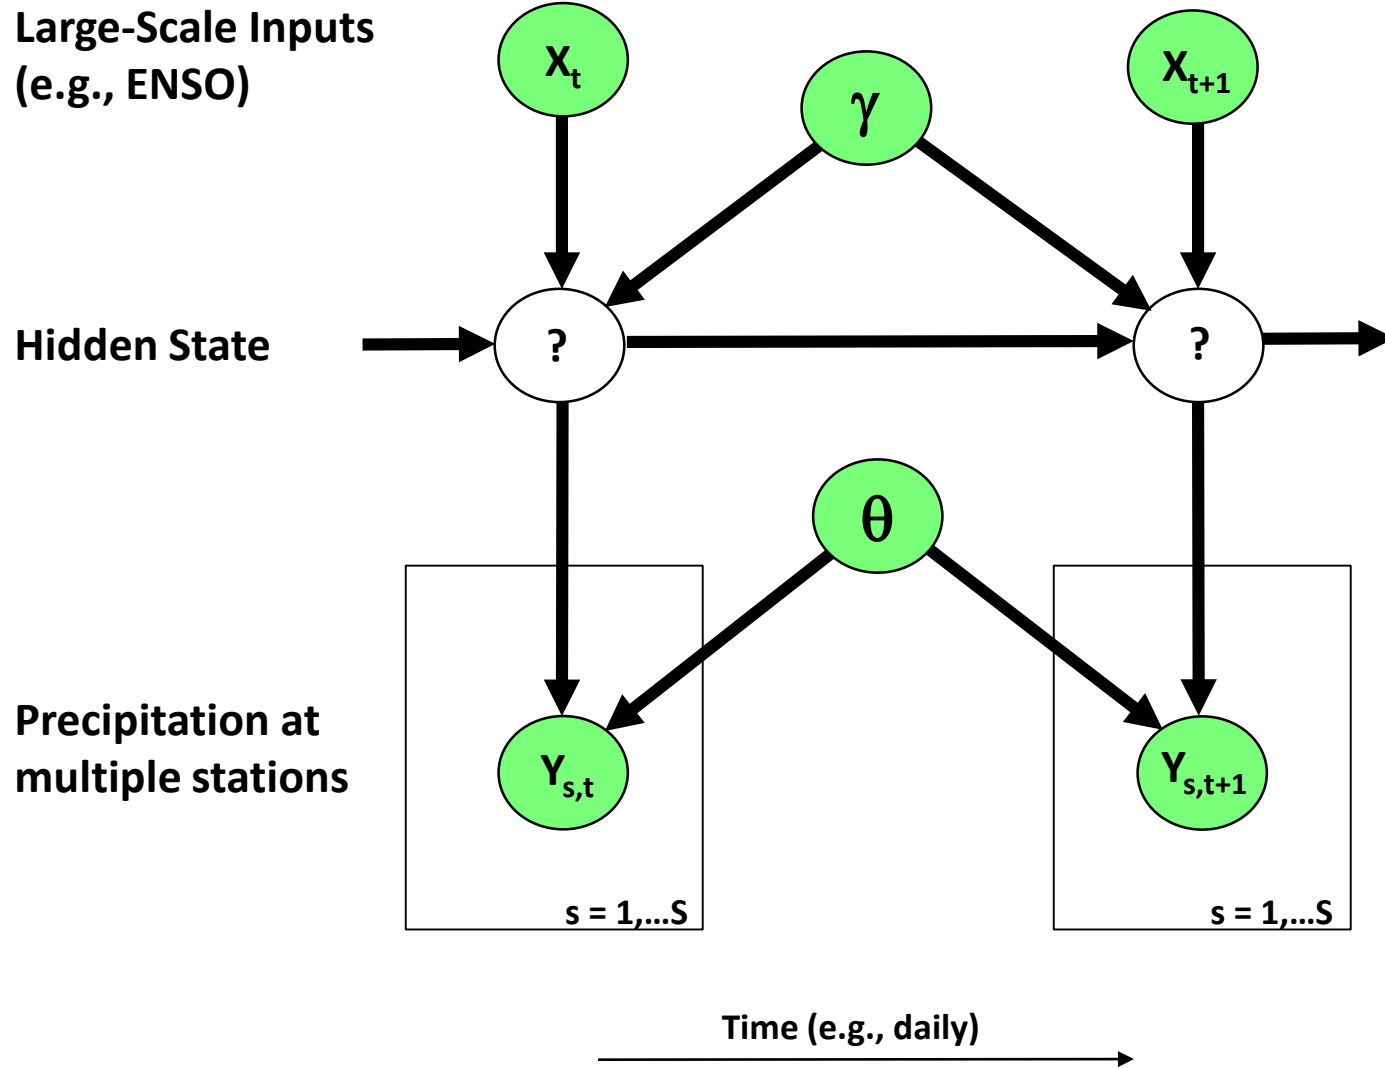 Large-Scale Inputs
(e.g., ENSO)
Xt
γ
Xt+1
Hidden State
?
?
θ
Precipitation at
multiple stations
Ys,t
Ys,t+1
s = 1,...S
s = 1,...S
Time (e.g., daily)